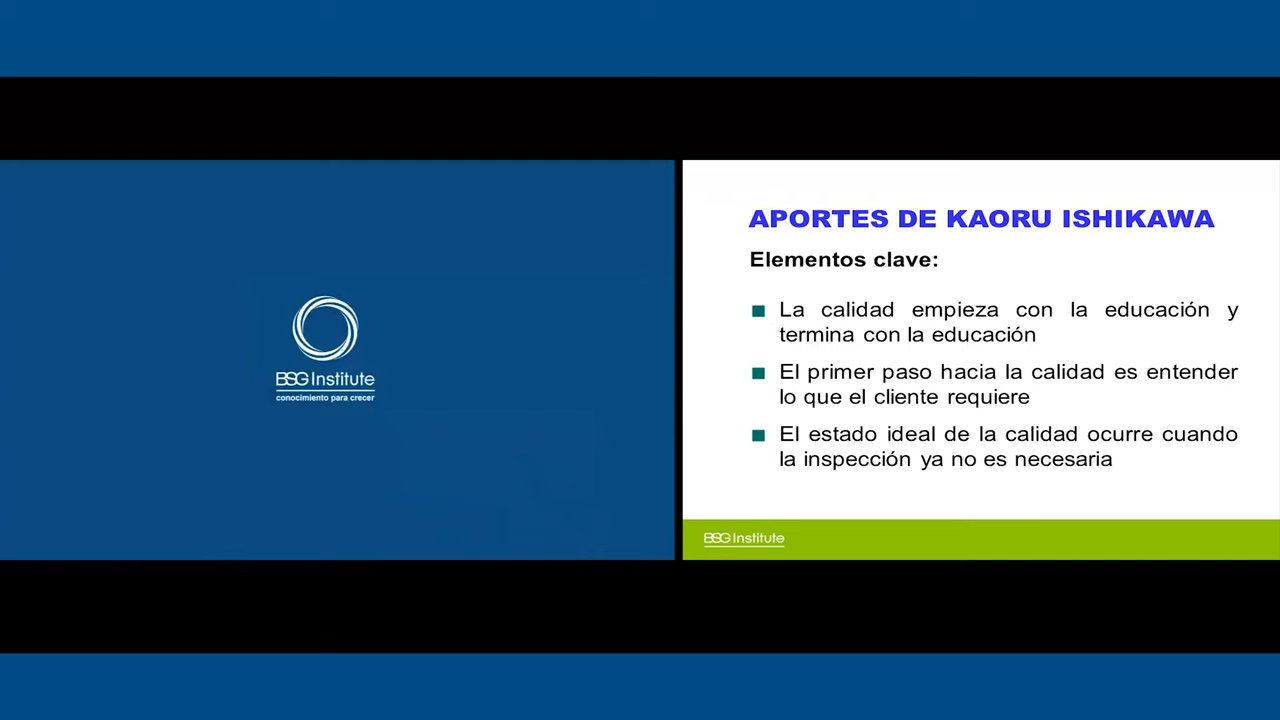 BSG Institute
conocimiento para crecer
APORTES DE KAORU ISHIKAWA
Elementos clave:
La calidad empieza con la educación y
termina con la educación
El primer paso hacia la calidad es entender
lo que el cliente requiere
El estado ideal de la calidad ocurre cuando
la inspección ya no es necesaria
BSG Institute